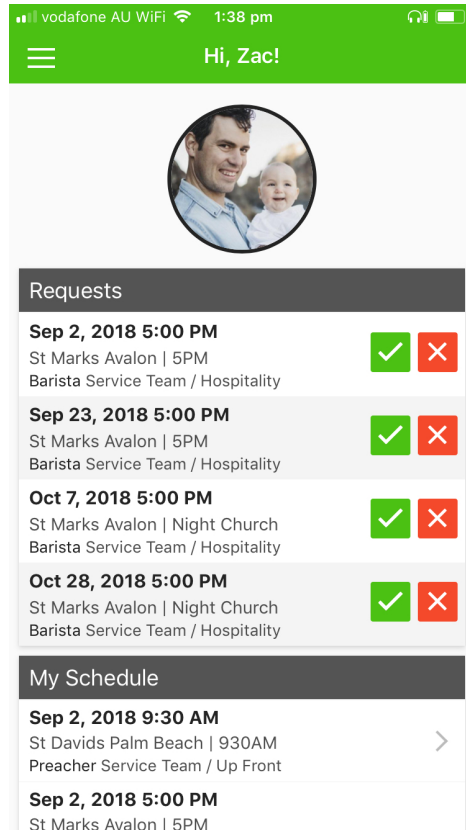 vodafone AU WiFi 1:38 pm
Hi, Zac!
Requests
Sep 2, 2018 5:00 PM
St Marks Avalon | 5PM
Barista Service Team / Hospitality
Sep 23, 2018 5:00 PM
St Marks Avalon | 5PM
Barista Service Team / Hospitality
Oct 7, 2018 5:00 PM
St Marks Avalon | Night Church
Barista Service Team / Hospitality
Oct 28, 2018 5:00 PM
St Marks Avalon | Night Church
Barista Service Team / Hospitality
My Schedule
Sep 2, 2018 9:30 AM
St Davids Palm Beach | 930AM
Preacher Service Team / Up Front
Sep 2, 2018 5:00 PM
St Marks Avalon | 5PM